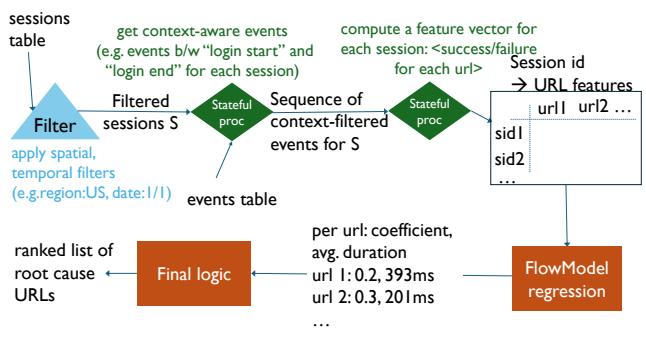 sessions
table
get context-aware events
(e.g. events b/w “login start” and
“login end” for each session)
compute a feature vector for
each session: <success/failure
for each url>
Session id
→ URL features
Filter
Filtered
sessions S
Stateful
proc
Sequence of
context-filtered
events for S
Stateful
proc
url1 url2 ...
sid1
sid2
...
apply spatial,
temporal filters
(e.g.region:US, date:1/1)
events table
ranked list of
root cause
URLs
Final logic
per url: coefficient,
avg. duration
url 1: 0.2, 393ms
url 2: 0.3, 201ms
...
FlowModel
regression